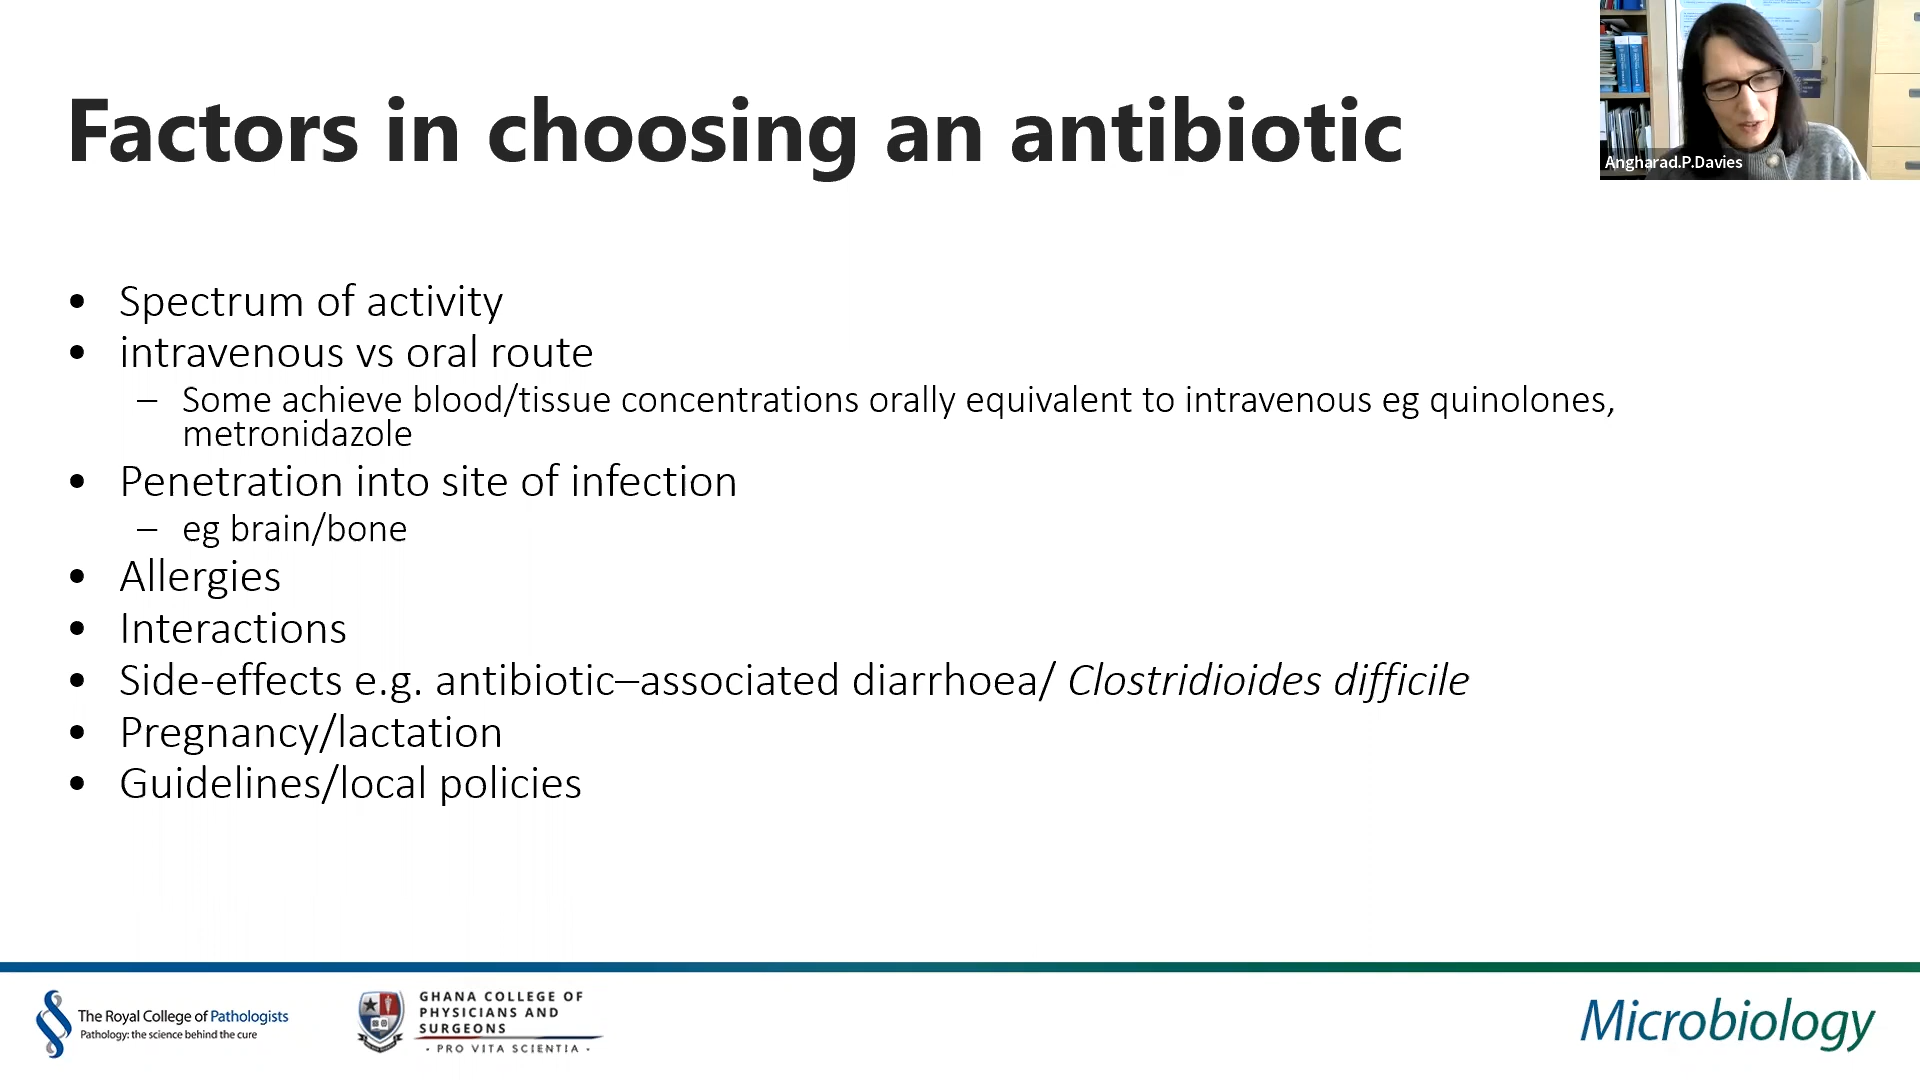 Factors in choosing an antibiotic
Angharad.P.Davies
• Spectrum of activity
• intravenous vs oral route
– Some achieve blood/tissue concentrations orally equivalent to intravenous eg quinolones,
metronidazole
• Penetration into site of infection
– eg brain/bone
• Allergies
• Interactions
• Side-effects e.g. antibiotic–associated diarrhoea/ Clostridioides difficile
• Pregnancy/lactation
• Guidelines/local policies
The Royal College of Pathologists
Pathology: the science behind the cure
GHANA COLLEGE OF
PHYSICIANS AND
SURGEONS
- PRO VITA SCIENTIA -
Microbiology